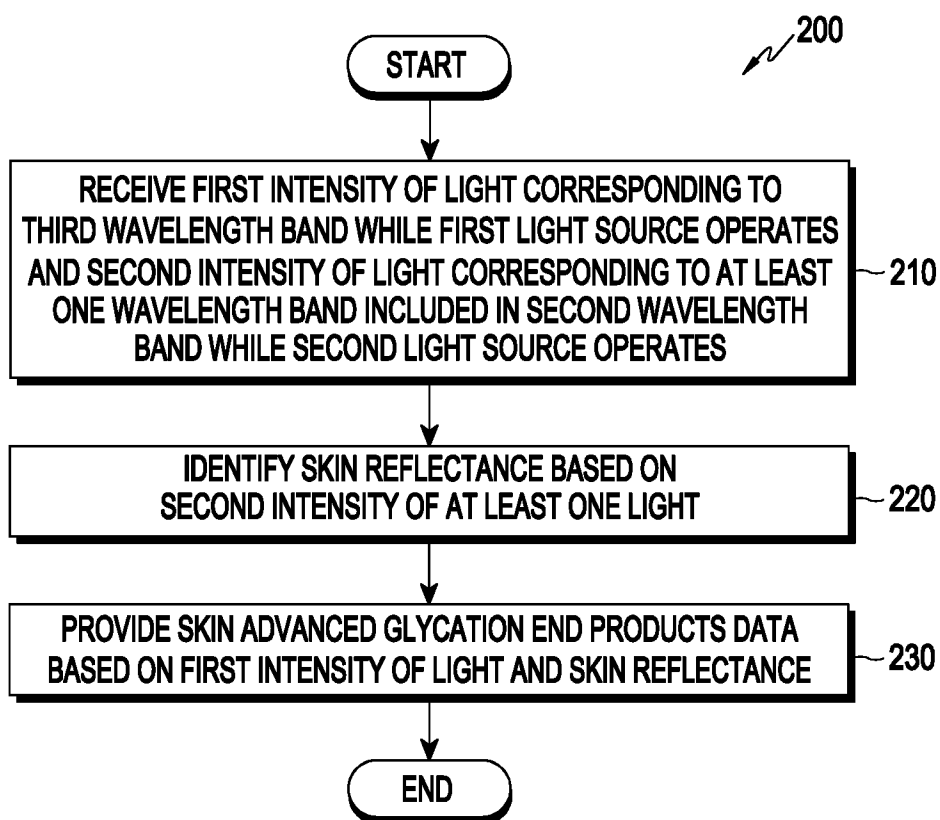 200
START
RECEIVE FIRST INTENSITY OF LIGHT CORRESPONDING TO
THIRD WAVELENGTH BAND WHILE FIRST LIGHT SOURCE OPERATES
AND SECOND INTENSITY OF LIGHT CORRESPONDING TO AT LEAST
ONE WAVELENGTH BAND INCLUDED IN SECOND WAVELENGTH
BAND WHILE SECOND LIGHT SOURCE OPERATES
210
IDENTIFY SKIN REFLECTANCE BASED ON
SECOND INTENSITY OF AT LEAST ONE LIGHT.
220
PROVIDE SKIN ADVANCED GLYCATION END PRODUCTS DATA
BASED ON FIRST INTENSITY OF LIGHT AND SKIN REFLECTANCE
230
END